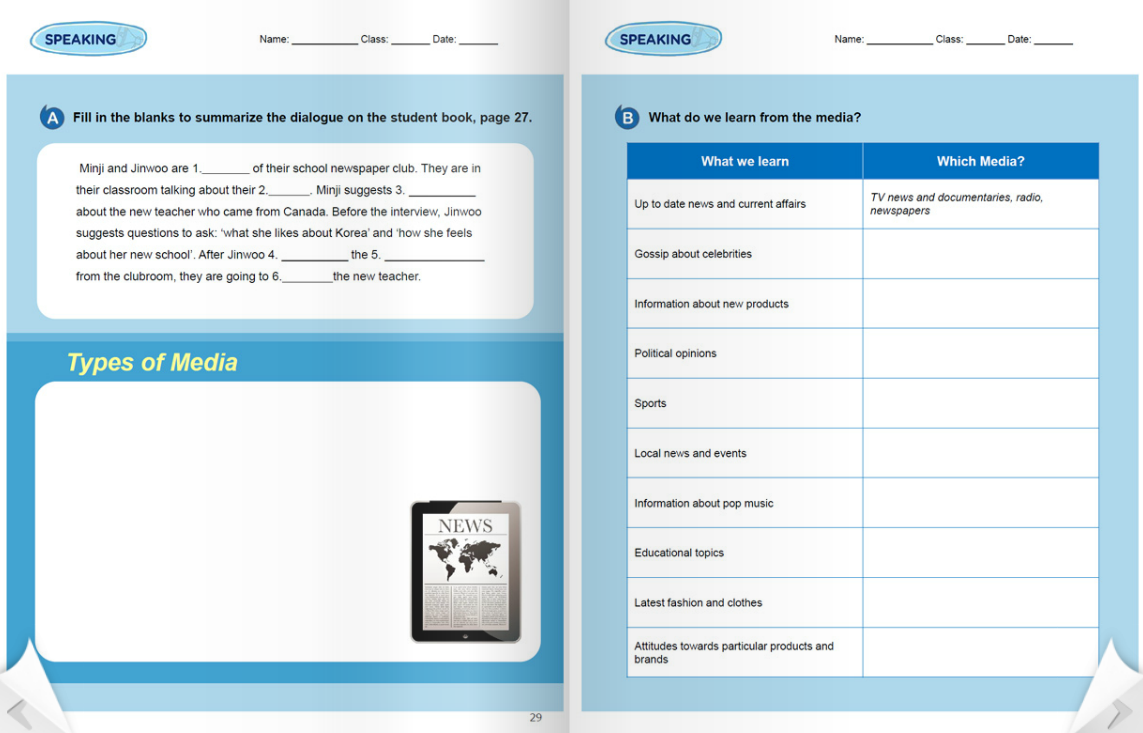 SPEAKING
Name: ____________ Class: _______ Date: _______
A Fill in the blanks to summarize the dialogue on the student book, page 27.
Minji and Jinwoo are 1._______ of their school newspaper club. They are in
their classroom talking about their 2.______. Minji suggests 3. __________
about the new teacher who came from Canada. Before the interview, Jinwoo
suggests questions to ask: ‘what she likes about Korea’ and ‘how she feels
about her new school’. After Jinwoo 4. __________ the 5. _______________
from the clubroom, they are going to 6.________the new teacher.
Types of Media
NEWS
29
SPEAKING
Name: ____________ Class: _______ Date: _______
B What do we learn from the media?
What we learn
Which Media?
Up to date news and current affairs
TV news and documentaries, radio,
newspapers
Gossip about celebrities
Information about new products
Political opinions
Sports
Local news and events
Information about pop music
Educational topics
Latest fashion and clothes
Attitudes towards particular products and
brands